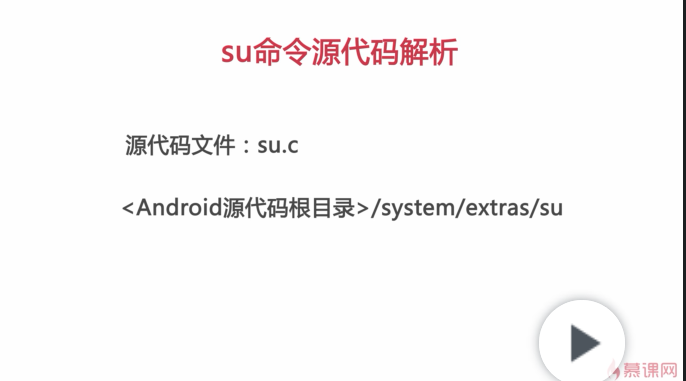 su命令源代码解析
源代码文件：su.c
<Android源代码根目录>/system/extras/su
慕课网